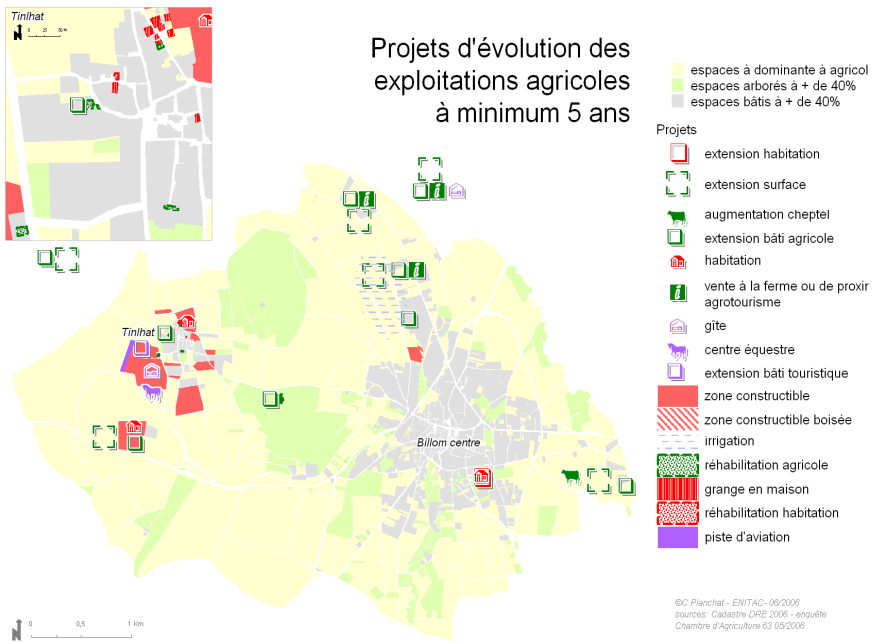 Tinlhat
N
0 25 50 m
Projets d'évolution des
exploitations agricoles
à minimum 5 ans
espaces à dominante à agricol
espaces arborés à + de 40%
espaces bâtis à + de 40%
Projets
extension habitation
extension surface
augmentation cheptel
extension bâti agricole
habitation
vente à la ferme ou de proxir
agrotourisme
gîte
centre équestre
extension bâti touristique
zone constructible
zone constructible boisée
irrigation
réhabilitation agricole
grange en maison
réhabilitation habitation
piste d'aviation
Tinlhat
Billom centre
N
0 0,5 1 Km
©C.Planchat - ENITAC- 06/2006
sources: Cadastre DRE 2006 - enquête
Chambre d'Agriculture 63 05/2006